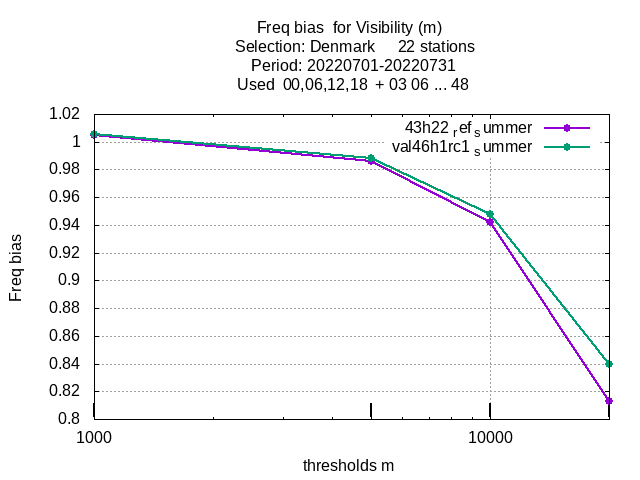 Freq bias  for Visibility (m)
Selection: Denmark     22 stations
Period: 20220701-20220731
Used  00,06,12,18  + 03 06 ... 48
43h22 refsummer
val46h1rc1 summer
1.02
1
0.98
0.96
0.94
0.92
0.9
0.88
0.86
0.84
0.82
0.8
Freq bias
1000
10000
thresholds m